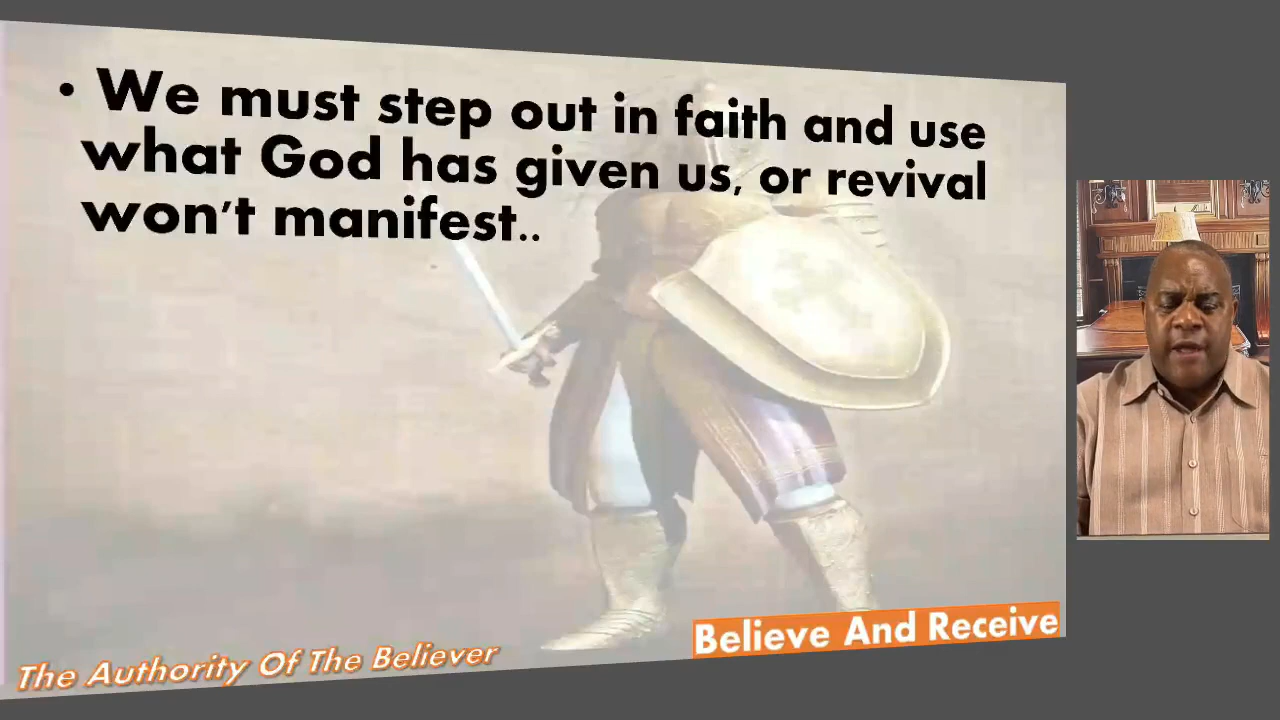 • We must step out in faith and use
what God has given us, or revival
won't manifest..
The Authority Of The Believer
Believe And Receive